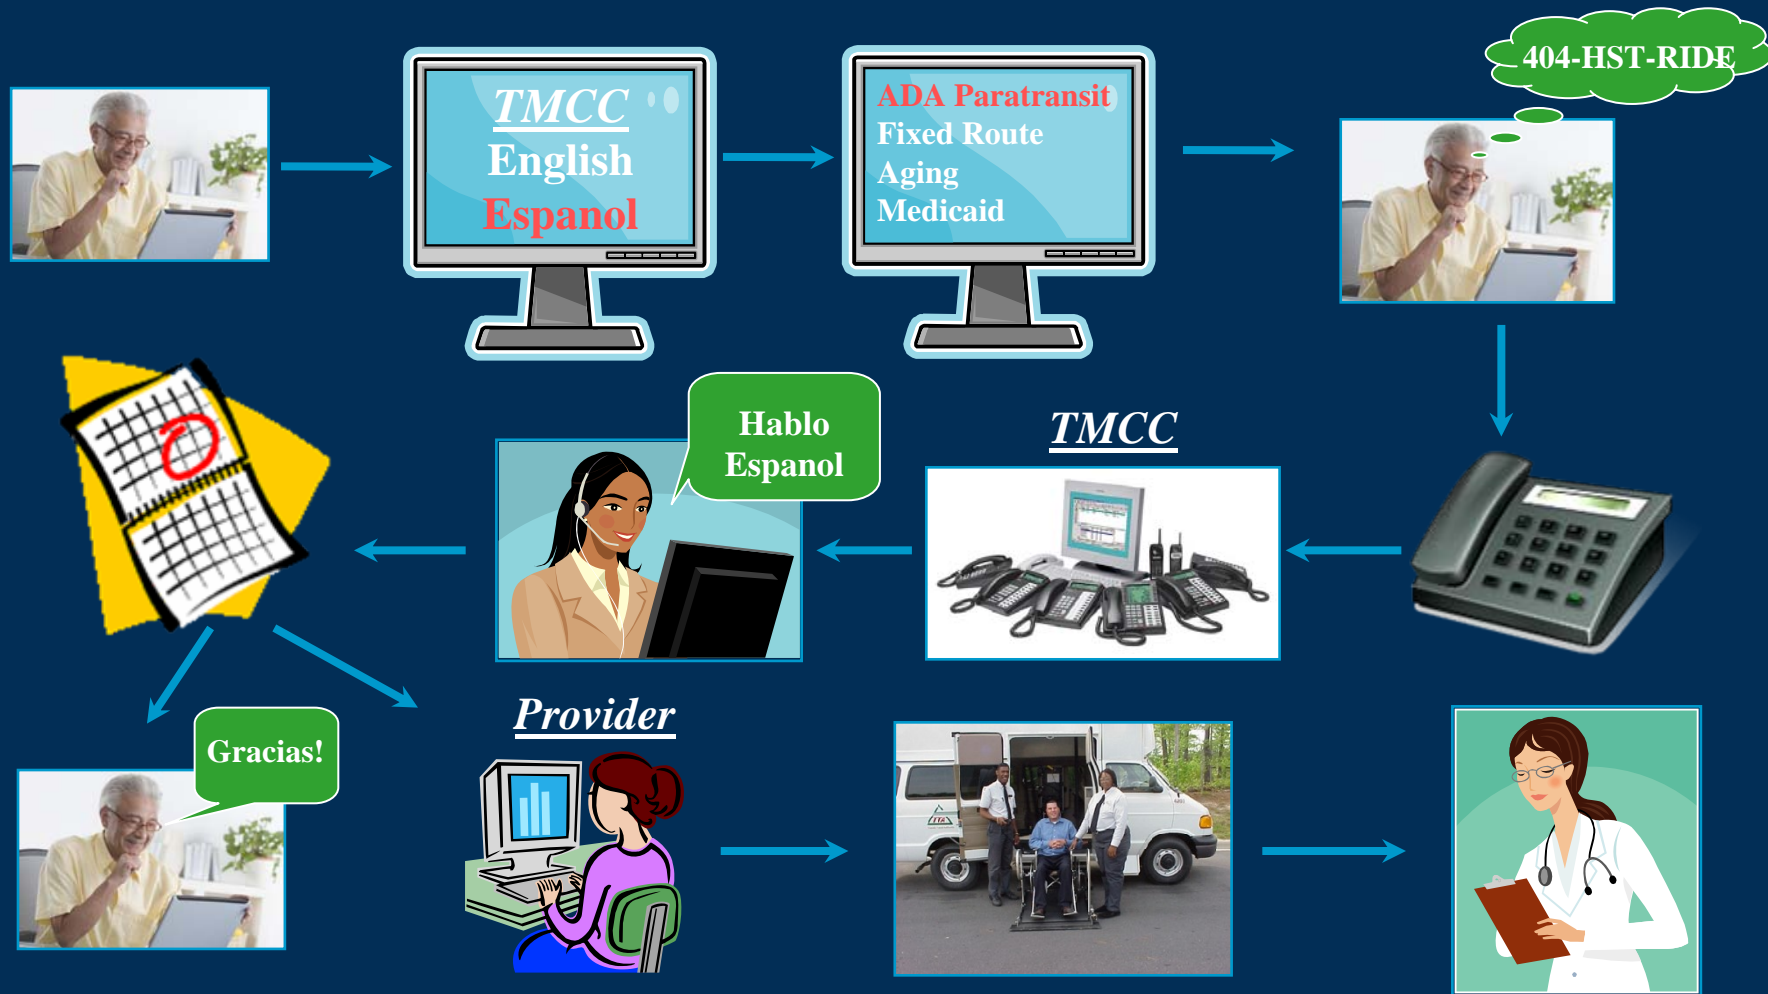 404-HST-RIDE
TMCC
English
Espanol
ADA Paratransit
Fixed Route
Aging
Medicaid
Hablo
Espanol
TMCC
Gracias!
Provider